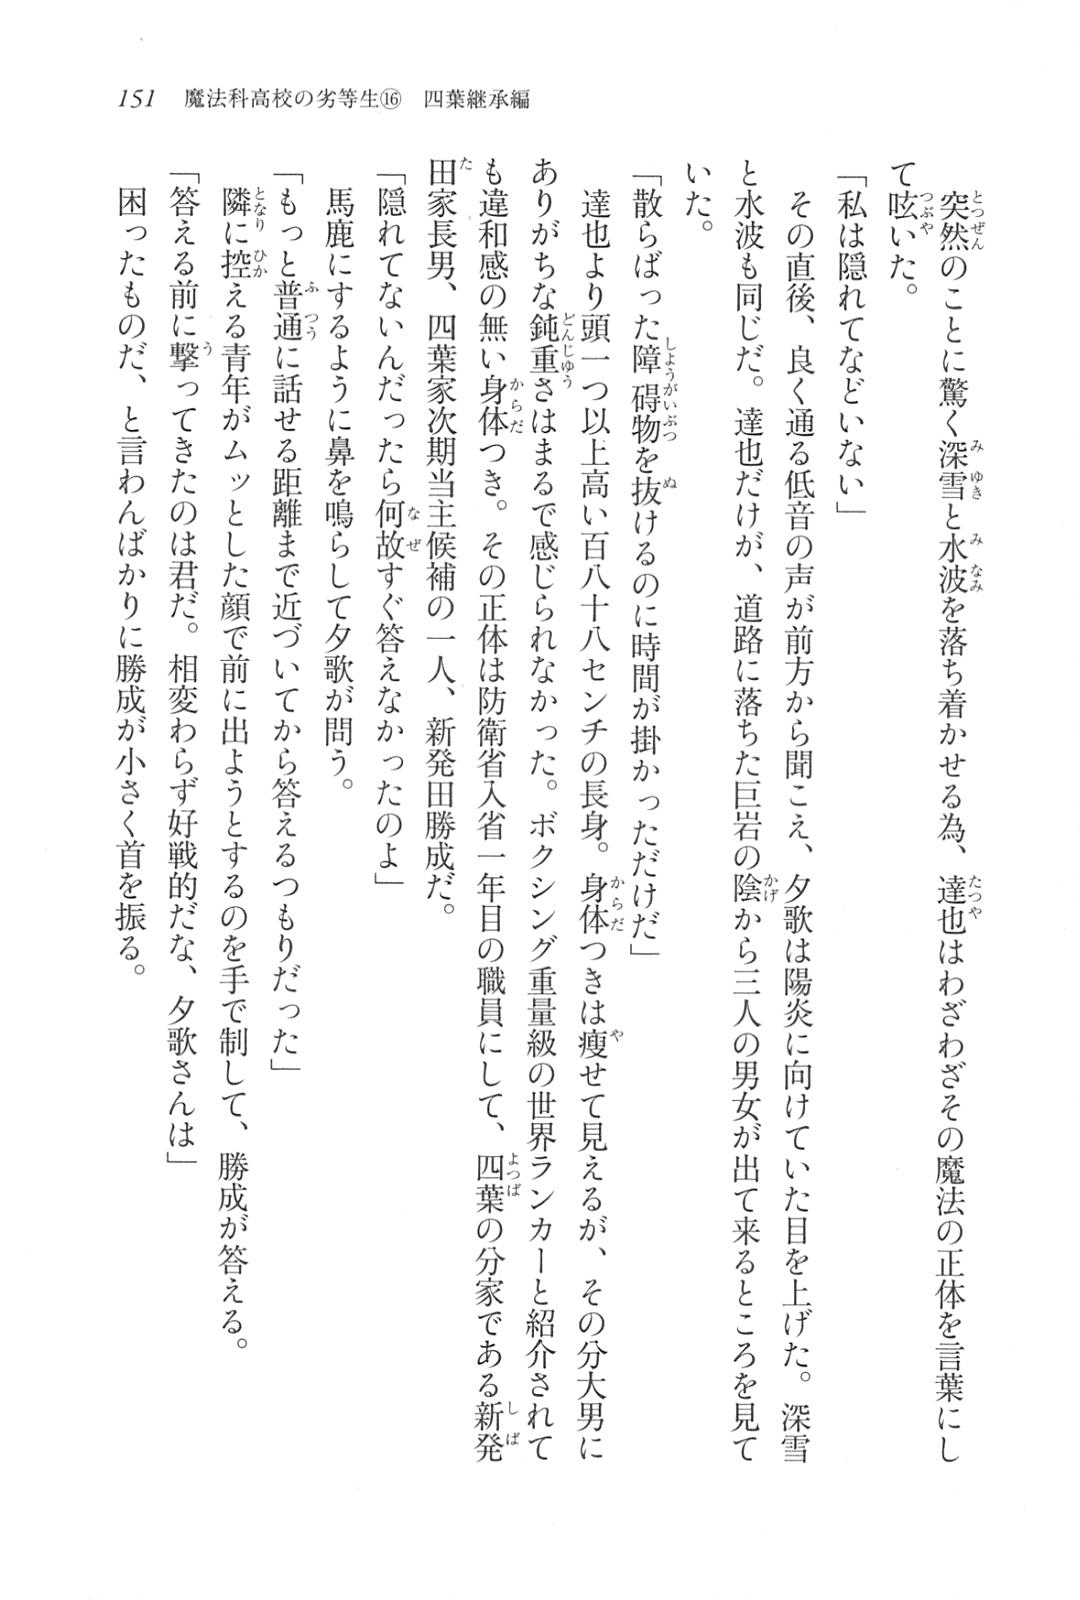 151　魔法科高校の劣等生⑯　四葉継承編
　突然のことに驚く深雪と水波を落ち着かせる為、達也はわざわざその魔法の正体を言葉にし
て呟いた。
「私は隠れてなどいない」
　その直後、良く通る低音の声が前方から聞こえ、夕歌は陽炎に向けていた目を上げた。深雪
と水波も同じだ。達也だけが、道路に落ちた巨岩の陰から三人の男女が出て来るところを見て
いた。
「散らばった障碍物を抜けるのに時間が掛かっただけだ」
　達也より頭一つ以上高い百八十八センチの長身。身体つきは痩せて見えるが、その分大男に
ありがちな鈍重さはまるで感じられなかった。ボクシング重量級の世界ランカーと紹介されて
も違和感の無い身体つき。その正体は防衛省入省一年目の職員にして、四葉の分家である新発
田家長男、四葉家次期当主候補の一人、新発田勝成だ。
「隠れてないんだったら何故すぐ答えなかったのよ」
　馬鹿にするように鼻を鳴らして夕歌が問う。
「もっと普通に話せる距離まで近づいてから答えるつもりだった」
　隣に控える青年がムッとした顔で前に出ようとするのを手で制して、勝成が答える。
「答える前に撃ってきたのは君だ。相変わらず好戦的だな、夕歌さんは」
　困ったものだ、と言わんばかりに勝成が小さく首を振る。